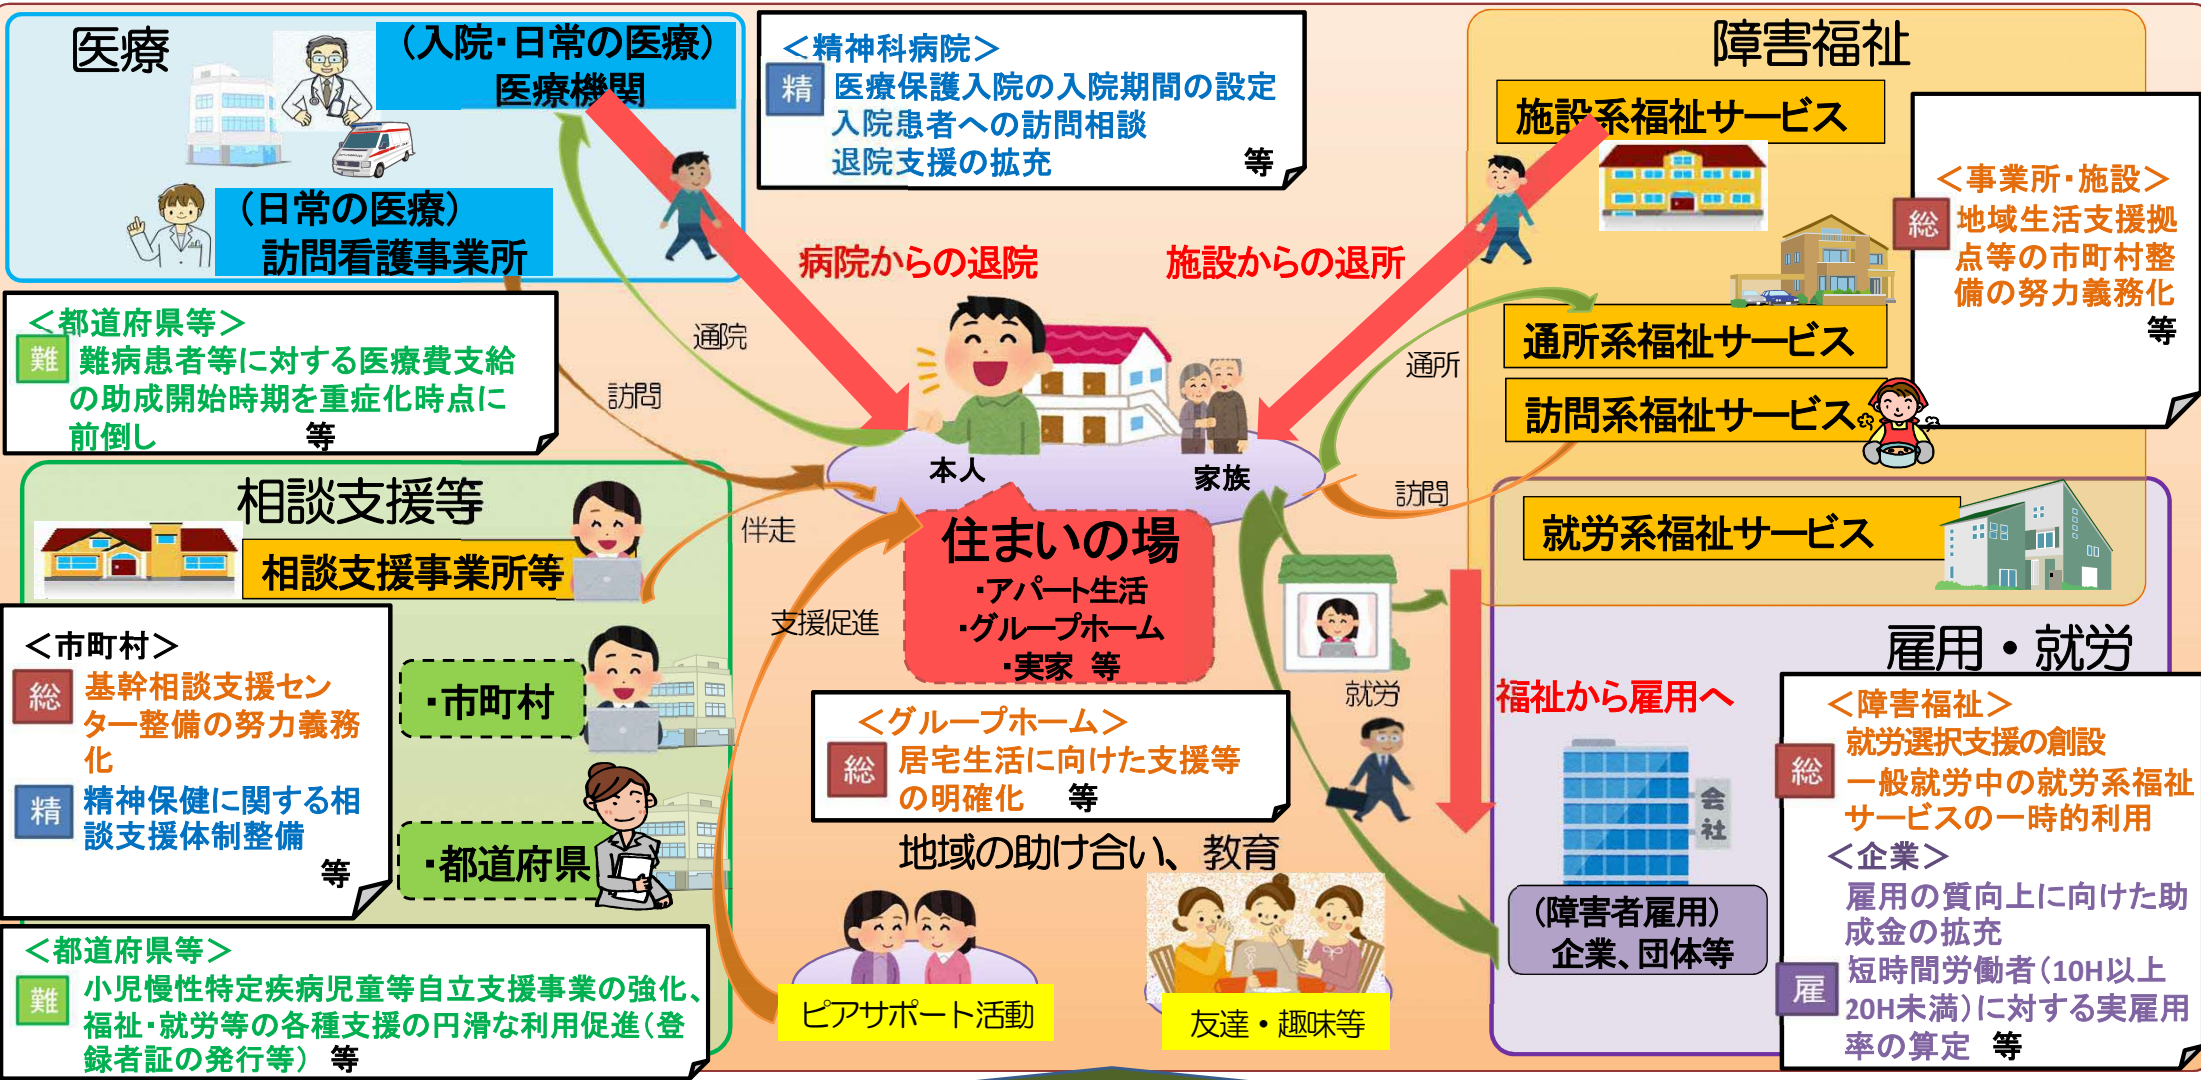 医療
(入院・日常の医療)
医療機関
(日常の医療)
訪問看護事業所
<精神科病院>
精 医療保護入院の入院期間の設定
入院患者への訪問相談
退院支援の拡充 等
障害福祉
施設系福祉サービス
<事業所・施設>
総 地域生活支援拠
点等の市町村整
備の努力義務化
等
通所系福祉サービス
訪問系福祉サービス
就労系福祉サービス
病院からの退院
施設からの退所
通院
訪問
通所
訪問
<都道府県等>
難 難病患者等に対する医療費支給
の助成開始時期を重症化時点に
前倒し 等
本人
家族
住まいの場
・アパート生活
・グループホーム
・実家 等
相談支援等
相談支援事業所等
伴走
支援促進
<市町村>
総 基幹相談支援セン
ター整備の努力義務
化
精 精神保健に関する相
談支援体制整備
等
・市町村
・都道府県
<都道府県等>
難 小児慢性特定疾病児童等自立支援事業の強化、
福祉・就労等の各種支援の円滑な利用促進(登
録者証の発行等) 等
<グループホーム>
総 居宅生活に向けた支援等
の明確化 等
地域の助け合い、教育
ピアサポート活動
友達・趣味等
就労
福祉から雇用へ
雇用・就労
会
社
(障害者雇用)
企業、団体等
<障害福祉>
就労選択支援の創設
総 一般就労中の就労系福祉
サービスの一時的利用
<企業>
雇用の質向上に向けた助
成金の拡充
雇 短時間労働者(10H以上
20H未満)に対する実雇用
率の算定 等